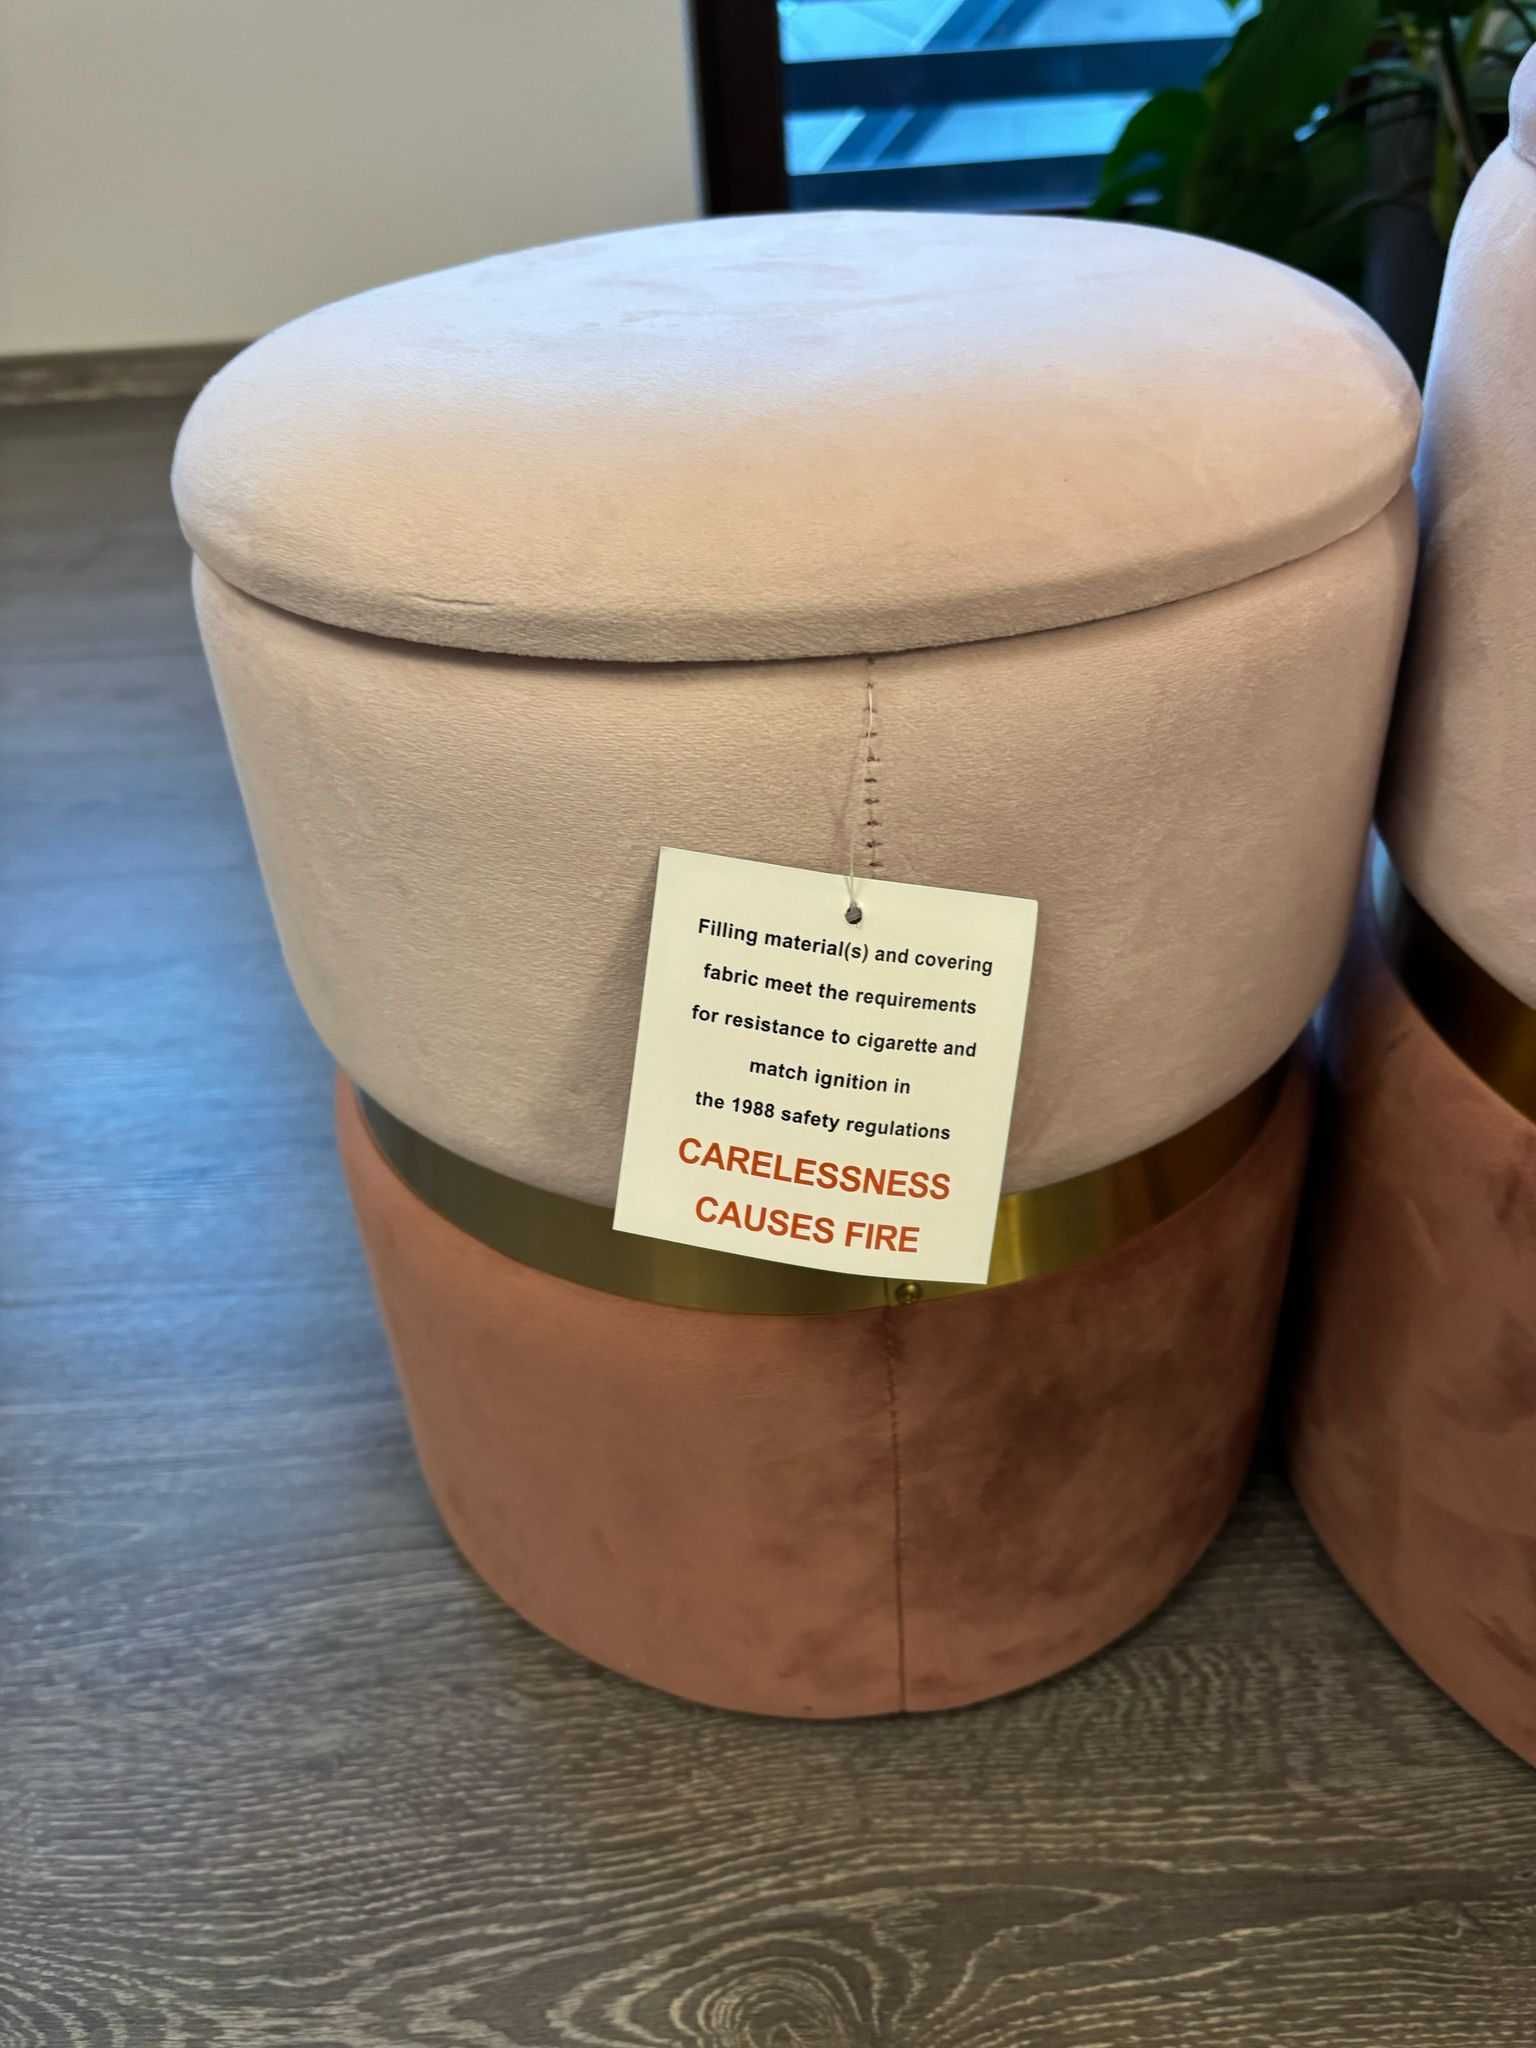 Filling material(s) and covering
fabric meet the requirements
for resistance to cigarette and
match ignition in
the 1988 safety regulations
CARELESSNESS
CAUSES FIRE